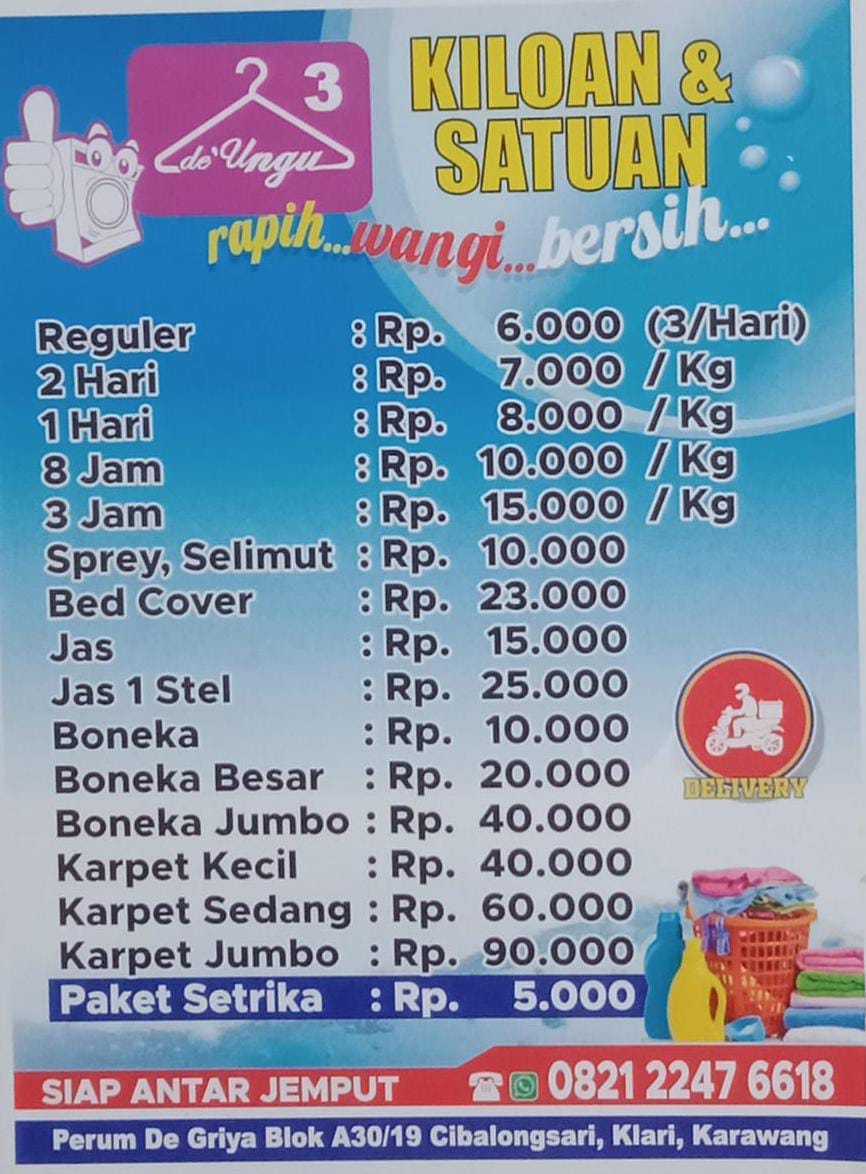 3
de'Ungu
KILOAN &
SATUAN
rapih...wangi...bersih...
Reguler : Rp. 6.000 (3/Hari)
2 Hari : Rp. 7.000 / Kg
1 Hari : Rp. 8.000 / Kg
8 Jam : Rp. 10.000 / Kg
3 Jam : Rp. 15.000 / Kg
Sprey, Selimut : Rp. 10.000
Bed Cover : Rp. 23.000
Jas : Rp. 15.000
Jas 1 Stel : Rp. 25.000
Boneka : Rp. 10.000
Boneka Besar : Rp. 20.000
Boneka Jumbo : Rp. 40.000
Karpet Kecil : Rp. 40.000
Karpet Sedang : Rp. 60.000
Karpet Jumbo : Rp. 90.000
Paket Setrika : Rp. 5.000
DELIVERY
SIAP ANTAR JEMPUT 0821 2247 6618
Perum De Griya Blok A30/19 Cibalongsari, Klari, Karawang